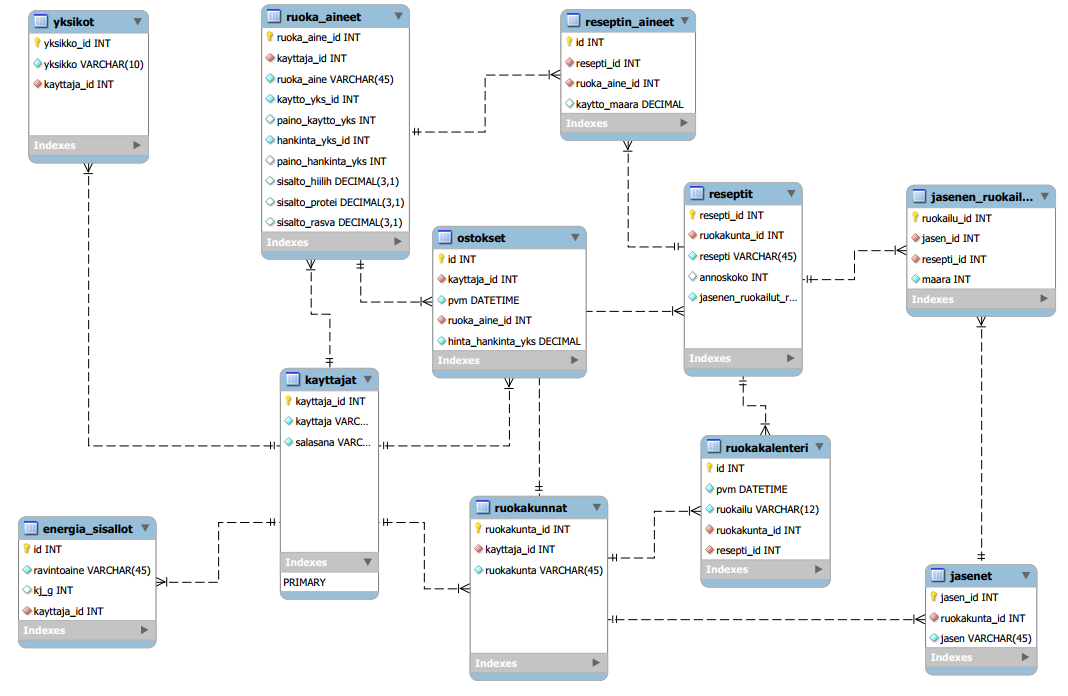 yksikot
yksikko_id INT
yksikko VARCHAR(10)
kayttaja_id INT
Indexes
ruoka_aineet
ruoka_aine_id INT
kayttaja_id INT
ruoka_aine VARCHAR(45)
kaytto_yks_id INT
paino_kaytto_yks INT
hankinta_yks_id INT
paino_hankinta_yks INT
sisalto_hiilih DECIMAL(3,1)
sisalto_protei DECIMAL(3,1)
sisalto_rasva DECIMAL(3,1)
Indexes
reseptin_aineet
id INT
resepti_id INT
ruoka_aine_id INT
kaytto_maara DECIMAL
Indexes
reseptit
resepti_id INT
ruokakunta_id INT
resepti VARCHAR(45)
annoskoko INT
jasenen_ruokailut_r...
Indexes
jasenen_ruokail...
ruokailu_id INT
jasen_id INT
resepti_id INT
maara INT
Indexes
ostokset
id INT
kayttaja_id INT
pvm DATETIME
ruoka_aine_id INT
hinta_hankinta_yks DECIMAL
Indexes
kayttajat
kayttaja_id INT
kayttaja VARC...
salasana VARC...
Indexes
PRIMARY
ruokakalenteri
id INT
pvm DATETIME
ruokailu VARCHAR(12)
ruokakunta_id INT
resepti_id INT
Indexes
energia_sisallot
id INT
ravintoaine VARCHAR(45)
kj_g INT
kayttaja_id INT
Indexes
ruokakunnat
ruokakunta_id INT
kayttaja_id INT
ruokakunta VARCHAR(45)
Indexes
jasenet
jasen_id INT
ruokakunta_id INT
jasen VARCHAR(45)
Indexes